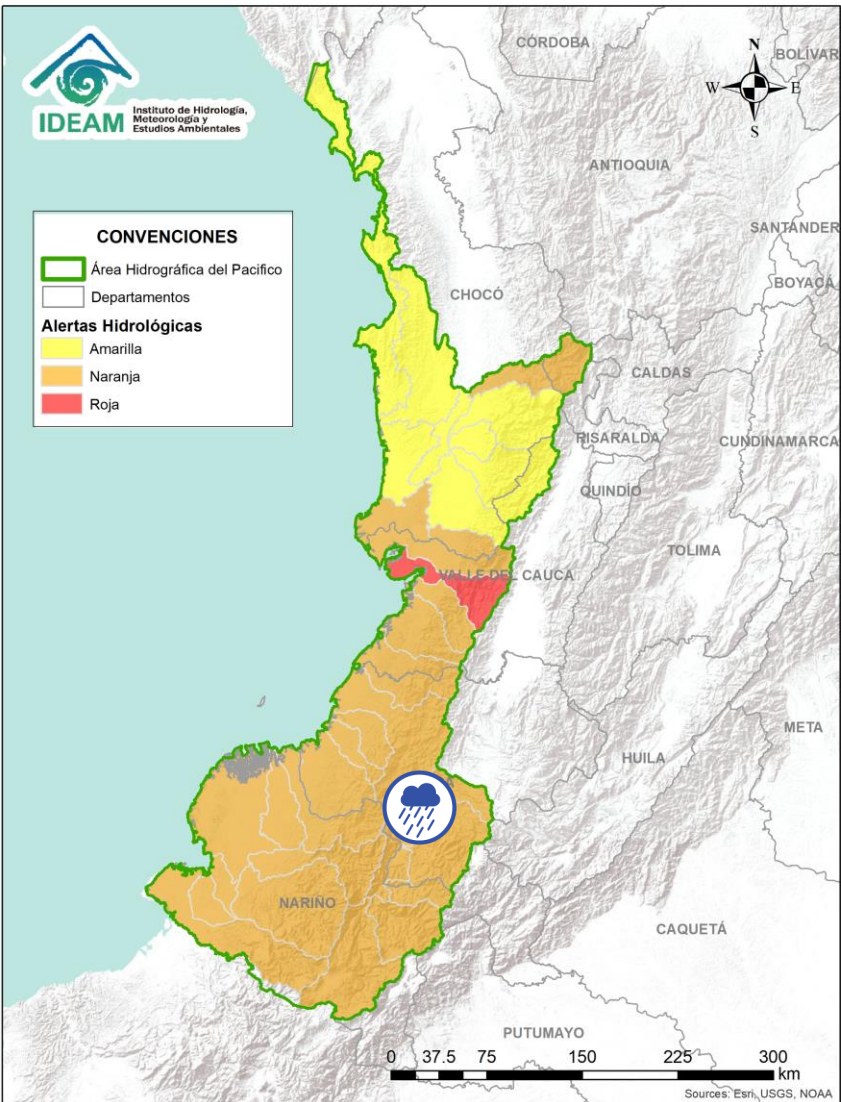 IDEAM
Instituto de Hidrología,
Meteorología y
Estudios Ambientales
N
W
E
S
CONVENCIONES
Área Hidrográfica del Pacifico
Departamentos
Alertas Hidrológicas
Amarilla
Naranja
Roja
CÓRDOBA
BOLÍVAR
ANTIOQUIA
SANTANDER
BOYACÁ
CHOCÓ
CALDAS
RISARALDA
CUNDINAMARCA
QUINDÍO
TOLIMA
VALLE DEL CAUCA
META
HUILA
NARIÑO
CAQUETÁ
PUTUMAYO
0 37.5 75 150 225 300
km
Sources: Esri, USGS, NOAA